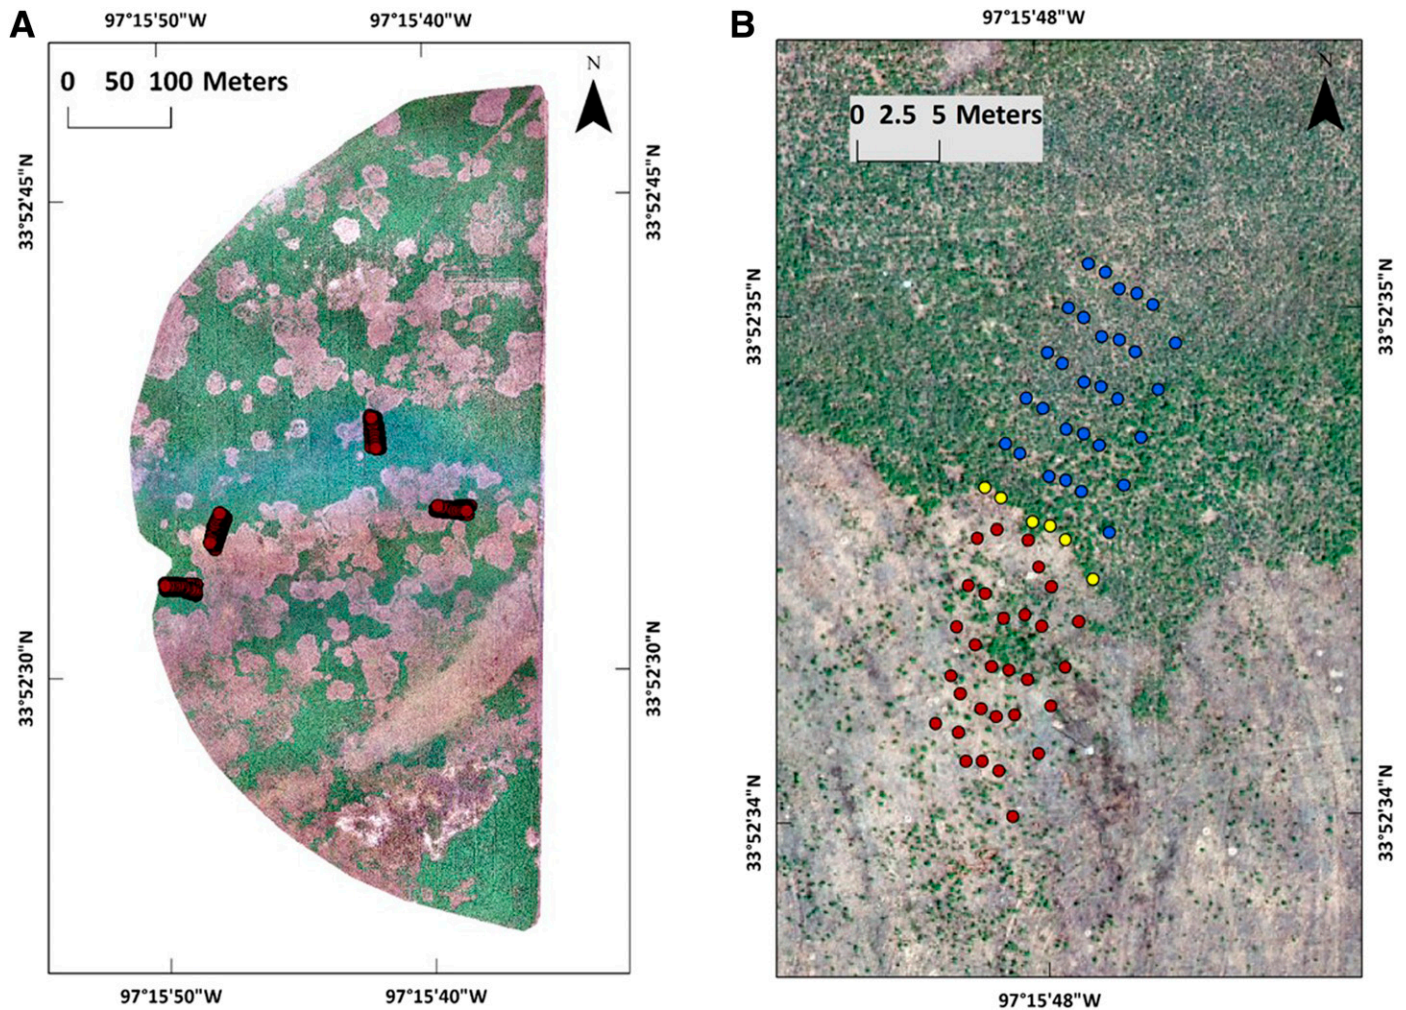 A
97°15'50"W 97°15'40"W
0 50 100 Meters
N
33°52'45"N 33°52'45"N
33°52'30"N 33°52'30"N
97°15'50"W 97°15'40"W
B
97°15'48"W
0 2.5 5 Meters
N
33°52'35"N 33°52'35"N
33°52'34"N 33°52'34"N
97°15'48"W